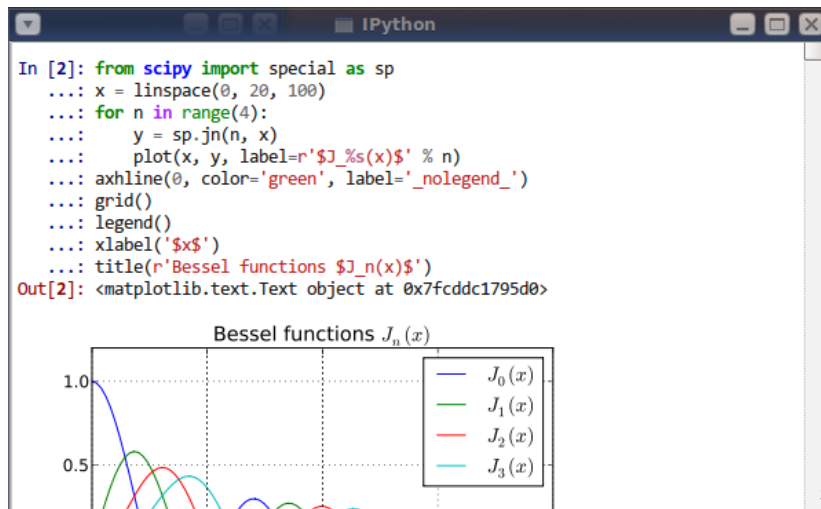 IPython
In [2]: from scipy import special as sp
   ...: x = linspace(0, 20, 100)
   ...: for n in range(4):
   ...:     y = sp.jn(n, x)
   ...:     plot(x, y, label=r'$J_%s(x)$' % n)
   ...: axhline(0, color='green', label='_nolegend_')
   ...: grid()
   ...: legend()
   ...: xlabel('$x$')
   ...: title(r'Bessel functions $J_n(x)$')
Out[2]: <matplotlib.text.Text object at 0x7fcddc1795d0>
Bessel functions Jₙ(x)
1.0
0.5
J₀(x)
J₁(x)
J₂(x)
J₃(x)